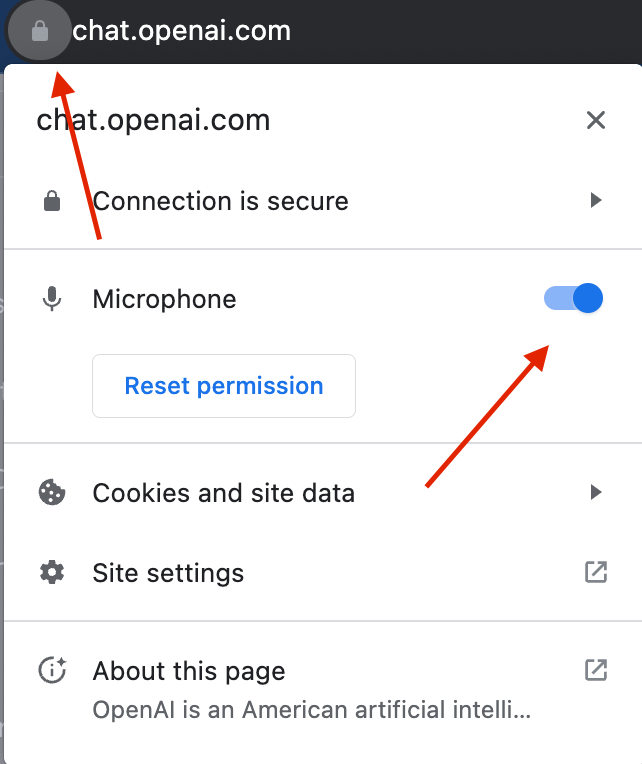 chat.openai.com
chat.openai.com
Connection is secure
Microphone
Reset permission
Cookies and site data
Site settings
About this page
OpenAI is an American artificial intelli...